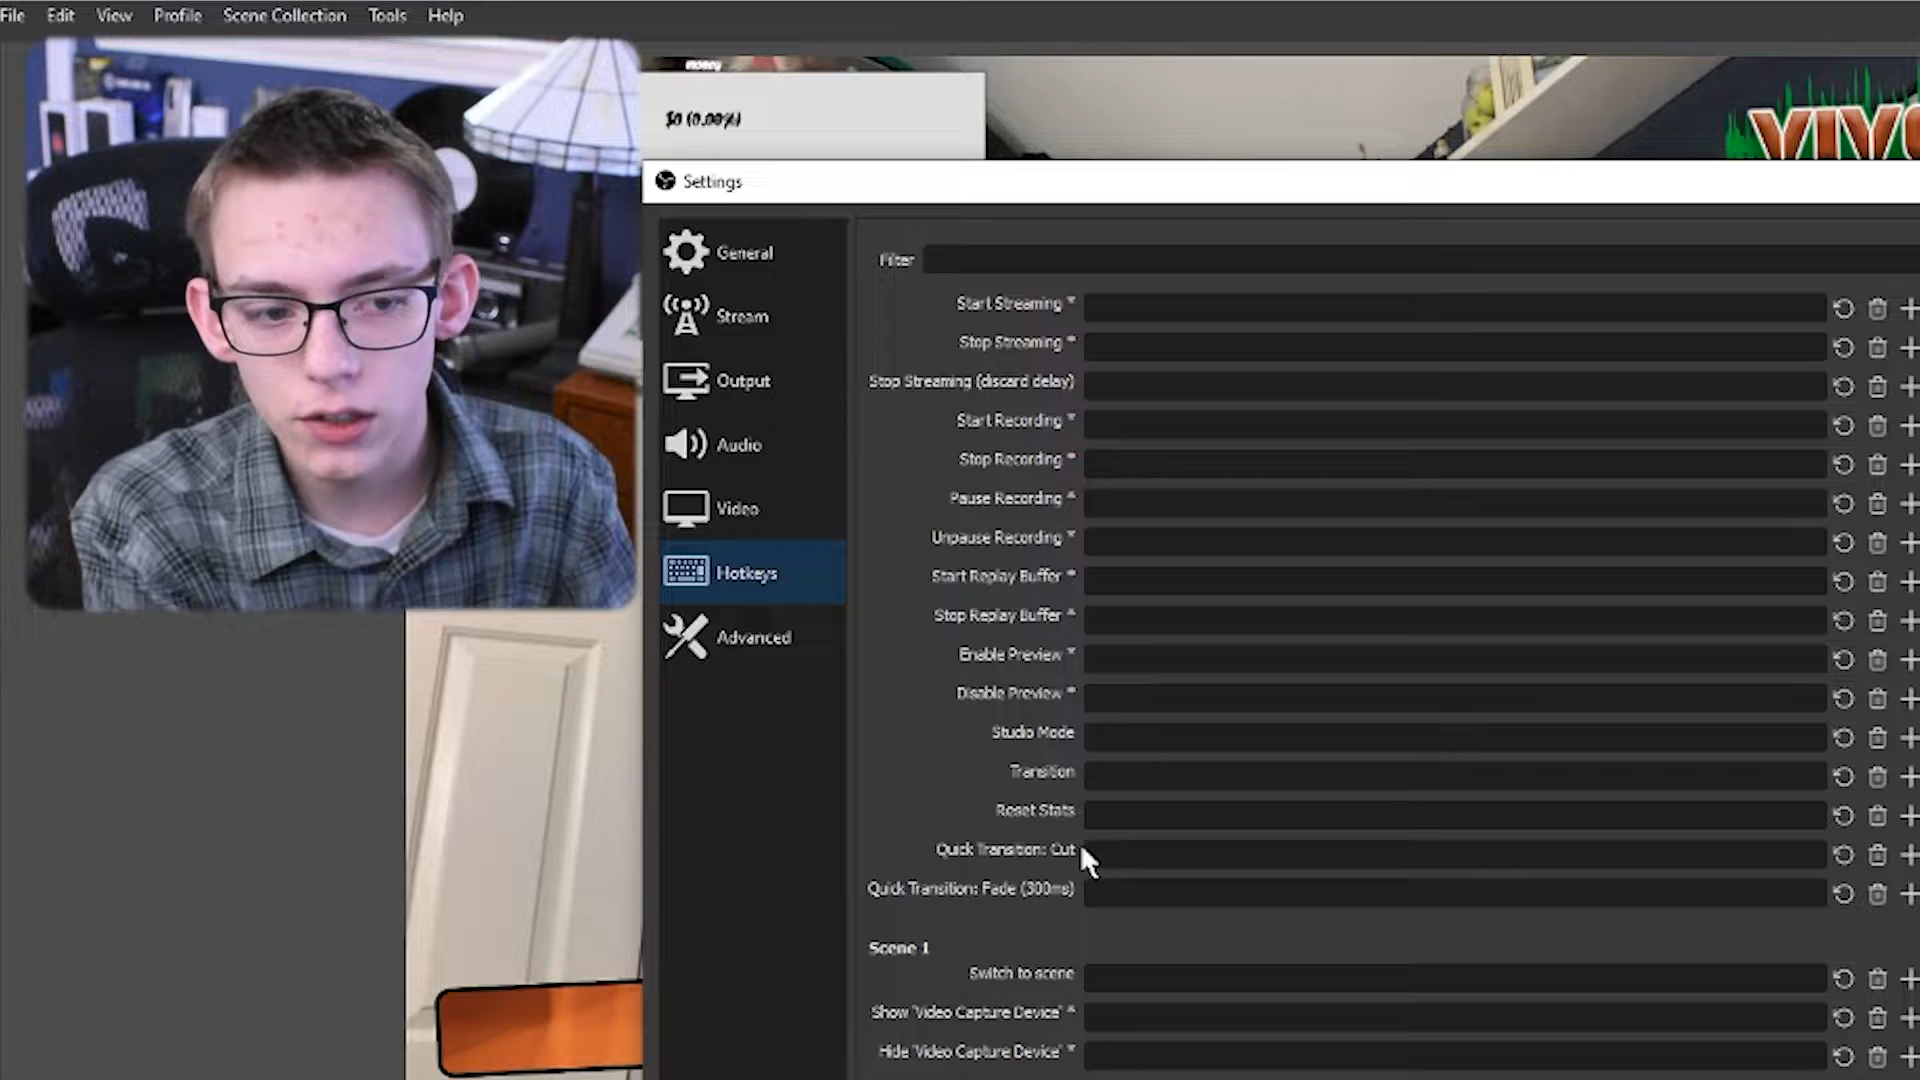 File Edit View Profile Scene Collection Tools Help
money
$0 (0.00%)
Settings
General
Stream
Output
Audio
Video
Hotkeys
Advanced
Filter
Start Streaming *
Stop Streaming *
Stop Streaming (discard delay)
Start Recording *
Stop Recording *
Pause Recording *
Unpause Recording *
Start Replay Buffer *
Stop Replay Buffer *
Enable Preview *
Disable Preview *
Studio Mode
Transition
Reset Stats
Quick Transition: Cut
Quick Transition: Fade (300ms)
Scene 1
Switch to scene
Show 'Video Capture Device' *
Hide 'Video Capture Device' *